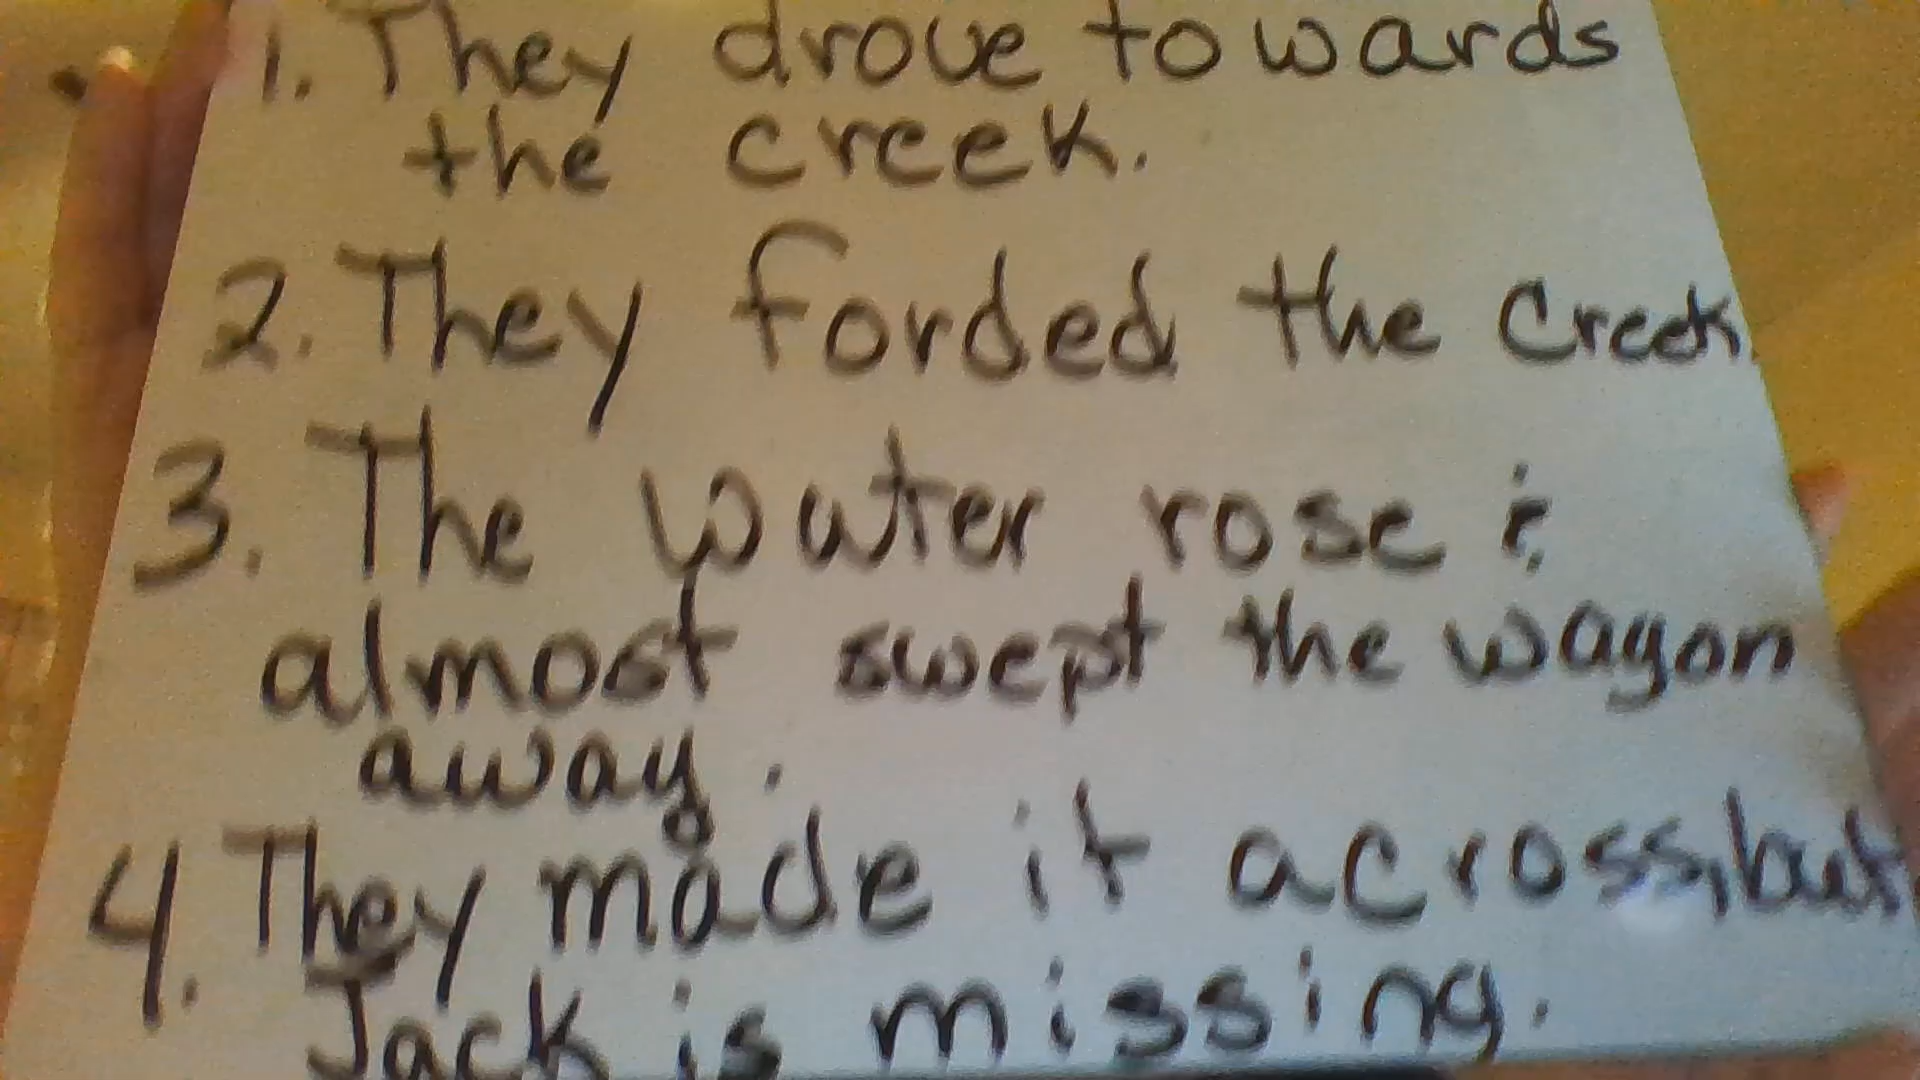 1. They drove towards
the creek.
2. They forded the Creek.
3. The water rose &
almost swept the wagon
away.
4. They made it across, but
Jack is missing.